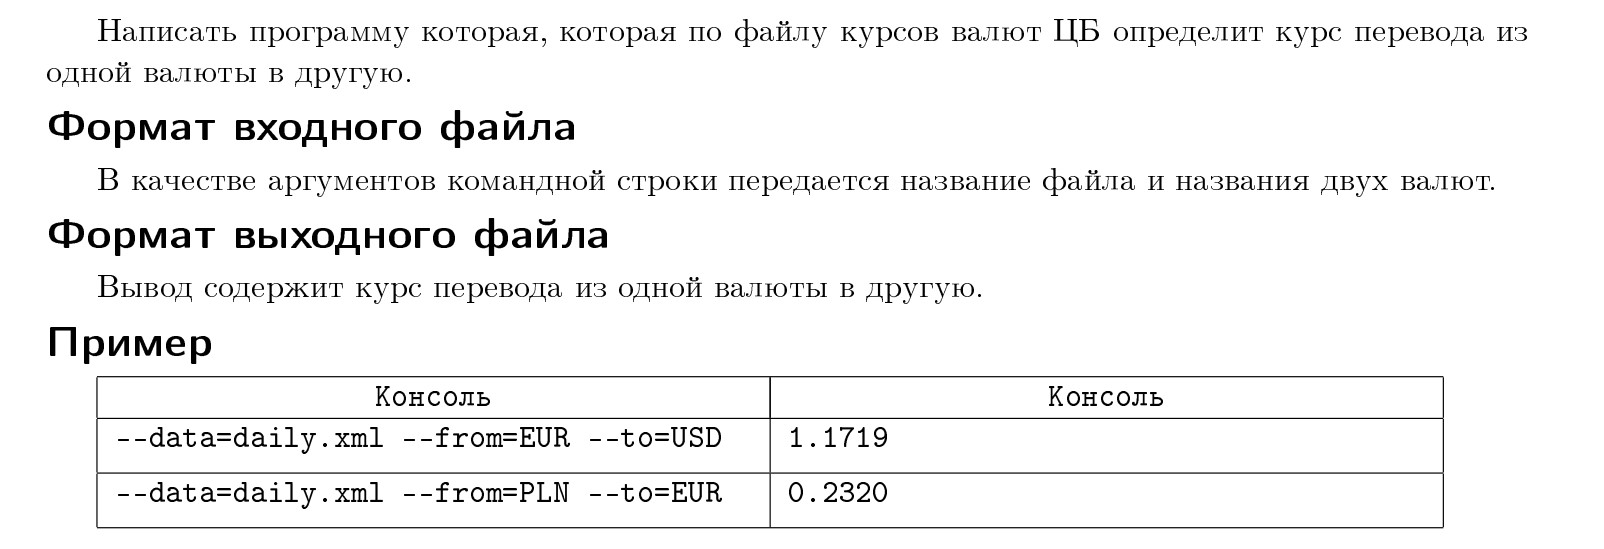 Написать программу которая, которая по файлу курсов валют ЦБ определит курс перевода из
одной валюты в другую.
Формат входного файла
В качестве аргументов командной строки передается название файла и названия двух валют.
Формат выходного файла
Вывод содержит курс перевода из одной валюты в другую.
Пример
Консоль Консоль
--data=daily.xml --from=EUR --to=USD 1.1719
--data=daily.xml --from=PLN --to=EUR 0.2320